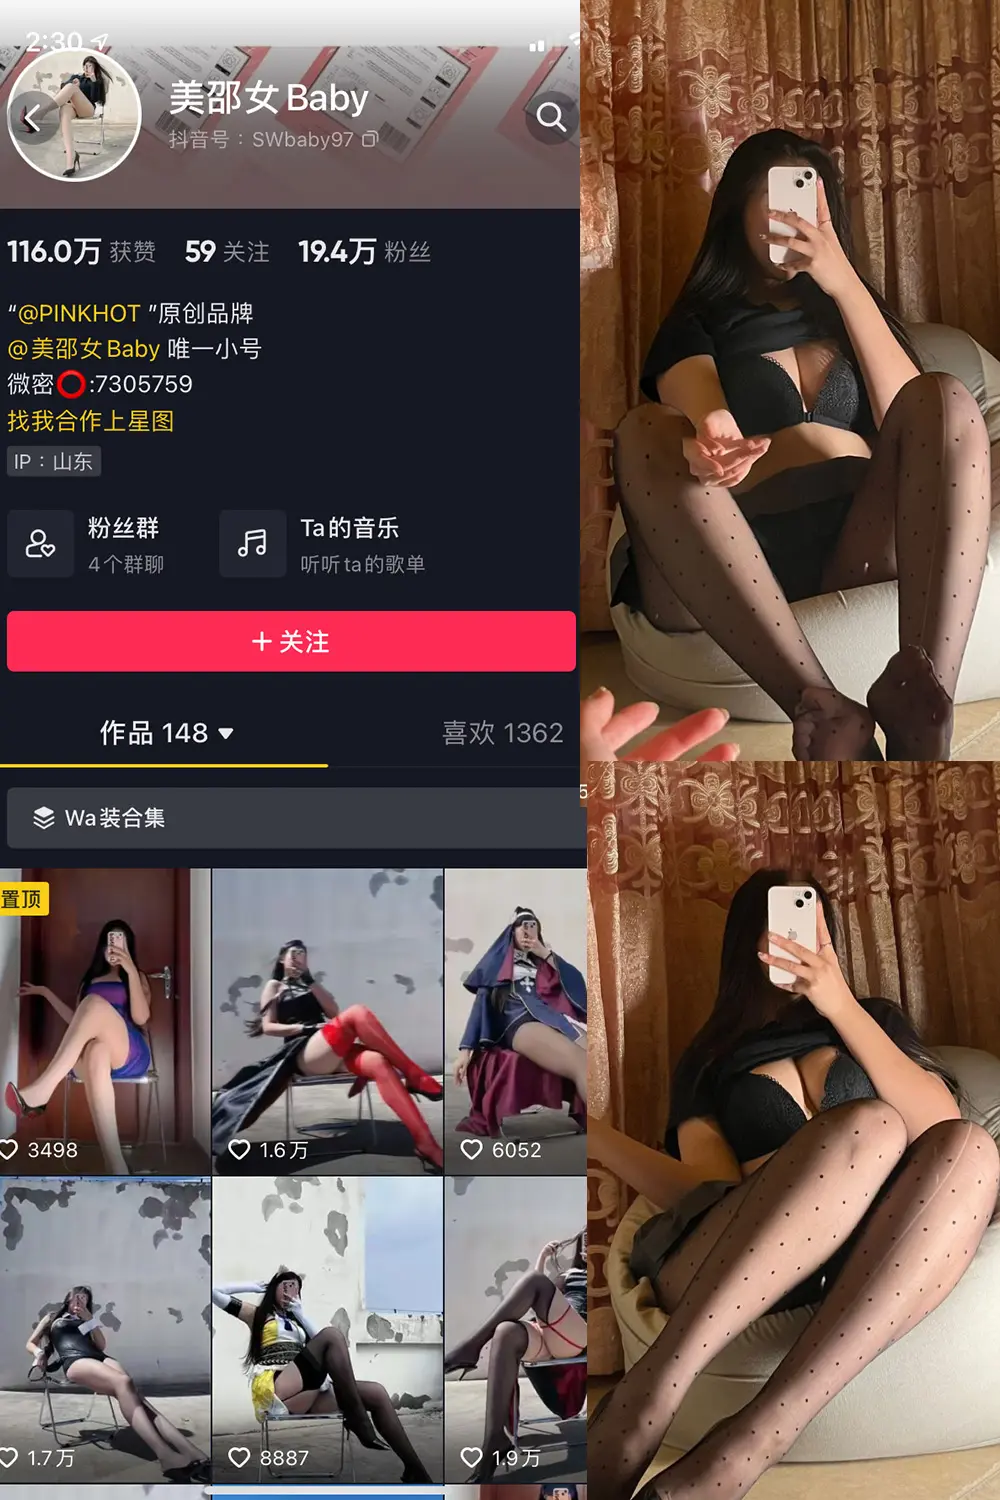 2:30
美邵女Baby
抖音号：SWbaby97
116.0万 获赞 59 关注 19.4万 粉丝
“@PINKHOT ”原创品牌
@美邵女Baby 唯一小号
微密⭕:7305759
找我合作上星图
IP：山东
粉丝群
4个群聊
Ta的音乐
听听ta的歌单
+ 关注
作品 148 ▼
喜欢 1362
Wa装合集
5
置顶
3498
1.6万
6052
1.7万
8887
1.9万